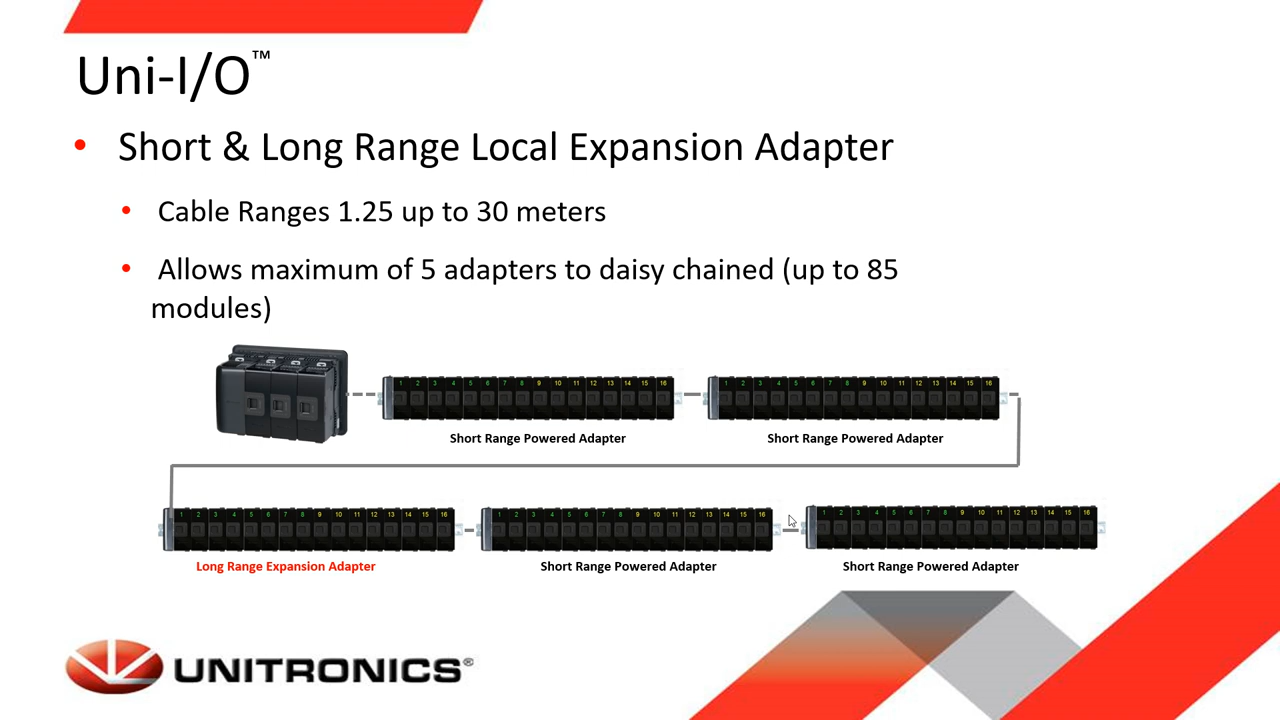 Uni-I/O™
• Short & Long Range Local Expansion Adapter
• Cable Ranges 1.25 up to 30 meters
• Allows maximum of 5 adapters to daisy chained (up to 85
modules)
1 2 3 4 5 6 7 8 9 10 11 12 13 14 15 16
1 2 3 4 5 6 7 8 9 10 11 12 13 14 15 16
Short Range Powered Adapter
Short Range Powered Adapter
1 2 3 4 5 6 7 8 9 10 11 12 13 14 15 16
1 2 3 4 5 6 7 8 9 10 11 12 13 14 15 16
1 2 3 4 5 6 7 8 9 10 11 12 13 14 15 16
Long Range Expansion Adapter
Short Range Powered Adapter
Short Range Powered Adapter
UNITRONICS®